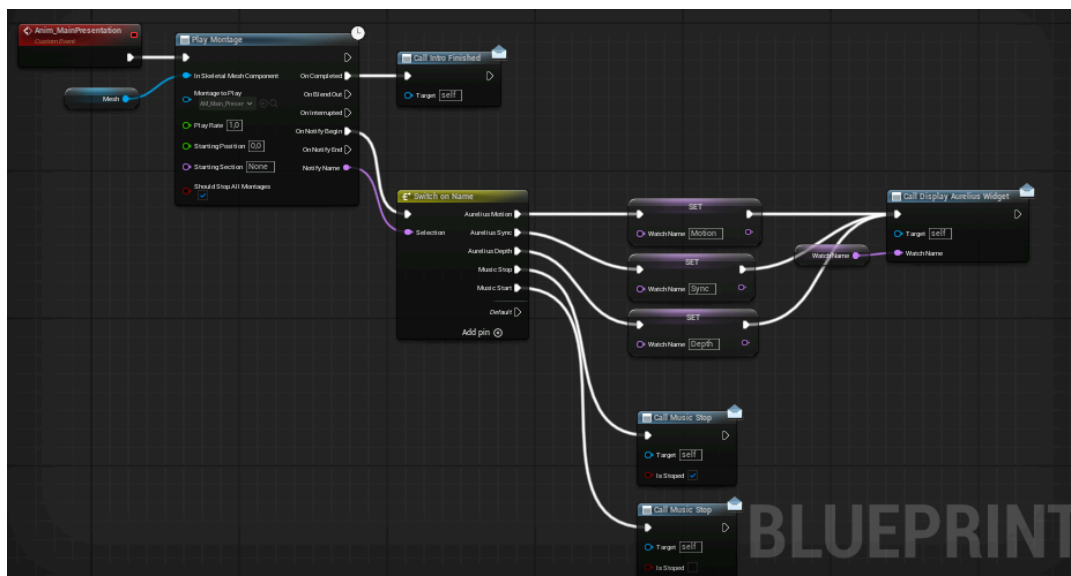 Anim_MainPresentation
Custom Event
Play Montage
In Skeletal Mesh Component
On Completed
Montage to Play
AM_Main_Presen
On Blend Out
On Interrupted
Play Rate 1,0
On Notify Begin
Starting Position 0,0
On Notify End
Starting Section None
Notify Name
Should Stop All Montages
Mesh
Call Intro Finished
Target self
Switch on Name
Selection
Aurelius Motion
Aurelius Sync
Aurelius Depth
Music Stop
Music Start
Default
Add pin
SET
Watch Name Motion
SET
Watch Name Sync
SET
Watch Name Depth
Watch Name
Call Display Aurelius Widget
Target self
Watch Name
Call Music Stop
Target self
Is Stoped
Call Music Stop
Target self
Is Stoped
BLUEPRINT